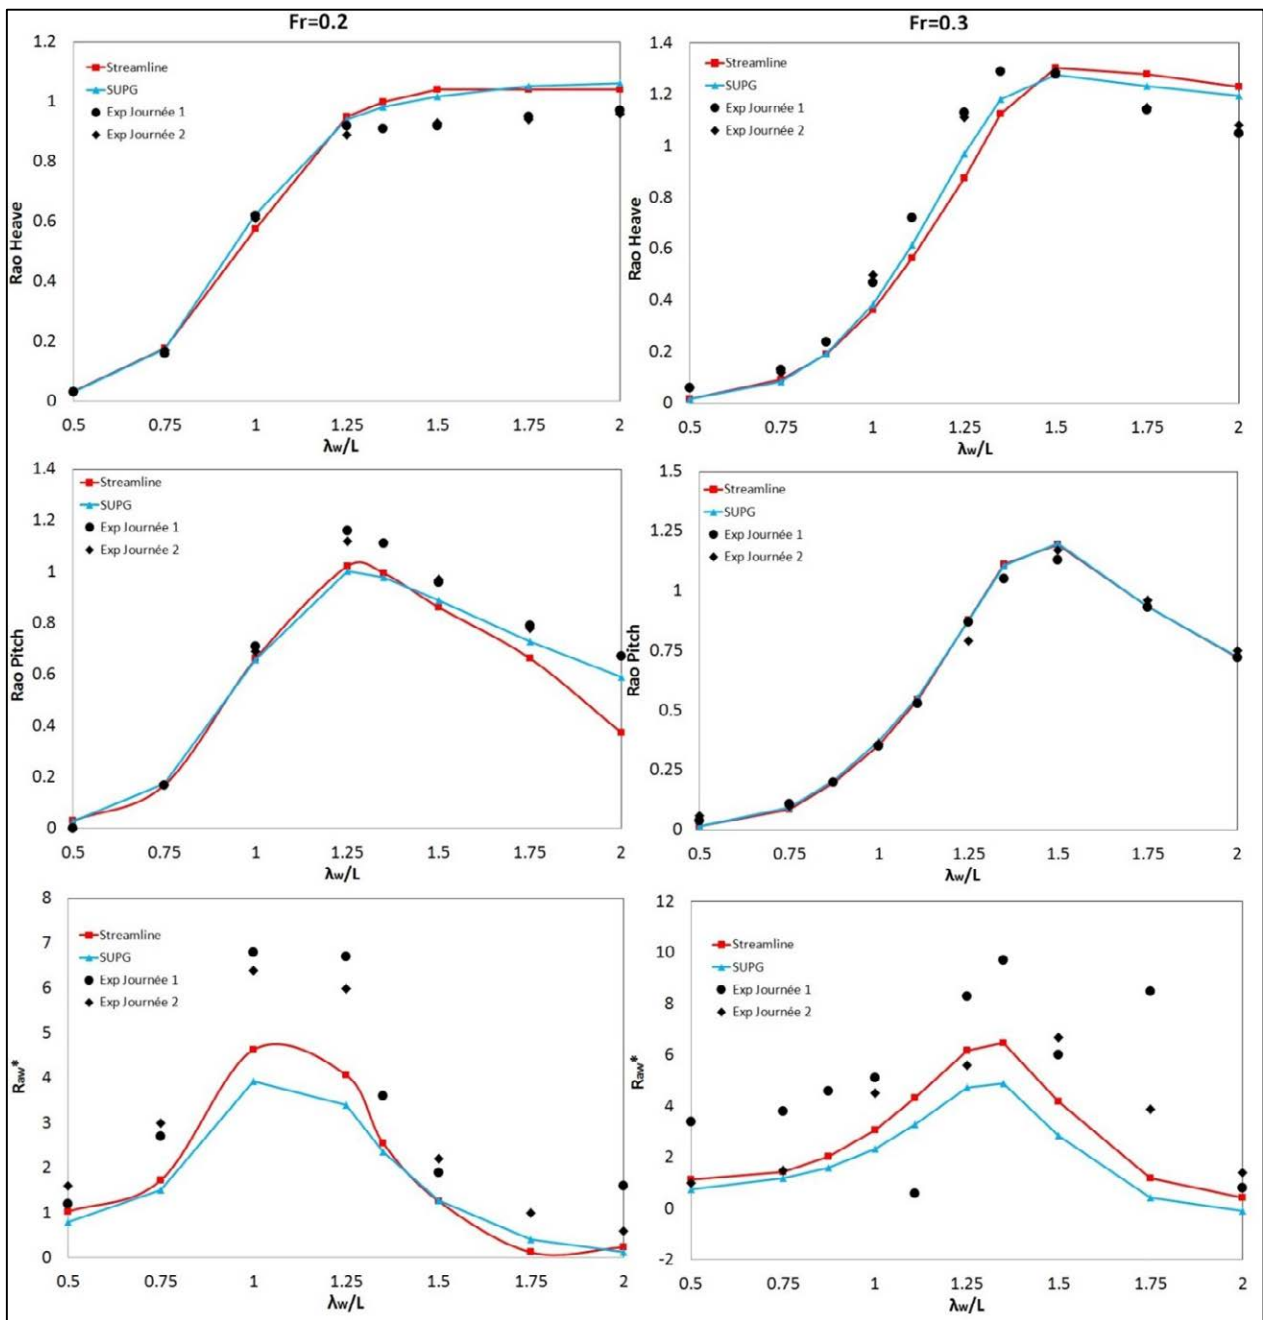 Fr=0.2
1.2
1
0.8
0.6
0.4
0.2
0
Rao Heave
Streamline
SUPG
Exp Journée 1
Exp Journée 2
0.5 0.75 1 1.25 1.5 1.75 2
λw/L
Fr=0.3
1.4
1.2
1
0.8
0.6
0.4
0.2
0
Rao Heave
Streamline
SUPG
Exp Journée 1
Exp Journée 2
0.5 0.75 1 1.25 1.5 1.75 2
λw/L
1.4
1.2
1
0.8
0.6
0.4
0.2
0
Rao Pitch
Streamline
SUPG
Exp Journée 1
Exp Journée 2
0.5 0.75 1 1.25 1.5 1.75 2
λw/L
1.5
1.25
1
0.75
0.5
0.25
0
Rao Pitch
Streamline
SUPG
Exp Journée 1
Exp Journée 2
0.5 0.75 1 1.25 1.5 1.75 2
λw/L
8
7
6
5
4
3
2
1
0
Raw*
Streamline
SUPG
Exp Journée 1
Exp Journée 2
0.5 0.75 1 1.25 1.5 1.75 2
λw/L
12
10
8
6
4
2
0
-2
Raw*
Streamline
SUPG
Exp Journée 1
Exp Journée 2
0.5 0.75 1 1.25 1.5 1.75 2
λw/L